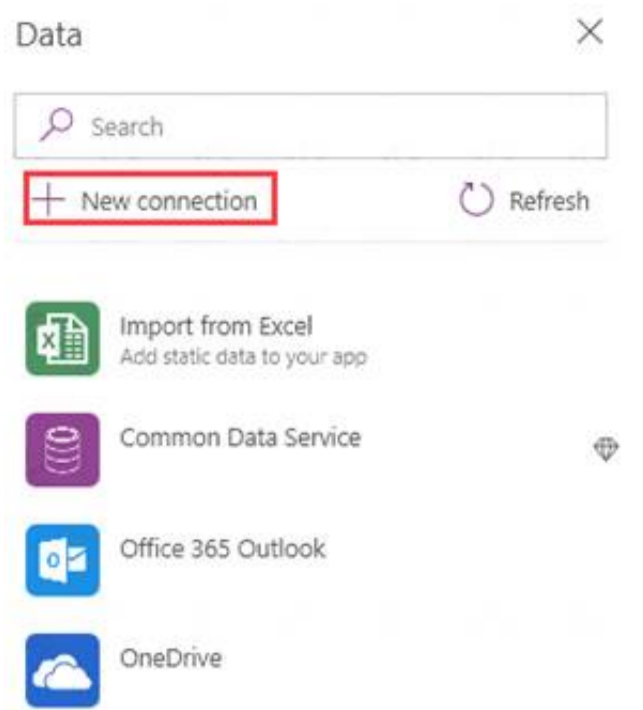 Data
Search
New connection
Refresh
Import from Excel
Add static data to your app
Common Data Service
Office 365 Outlook
OneDrive